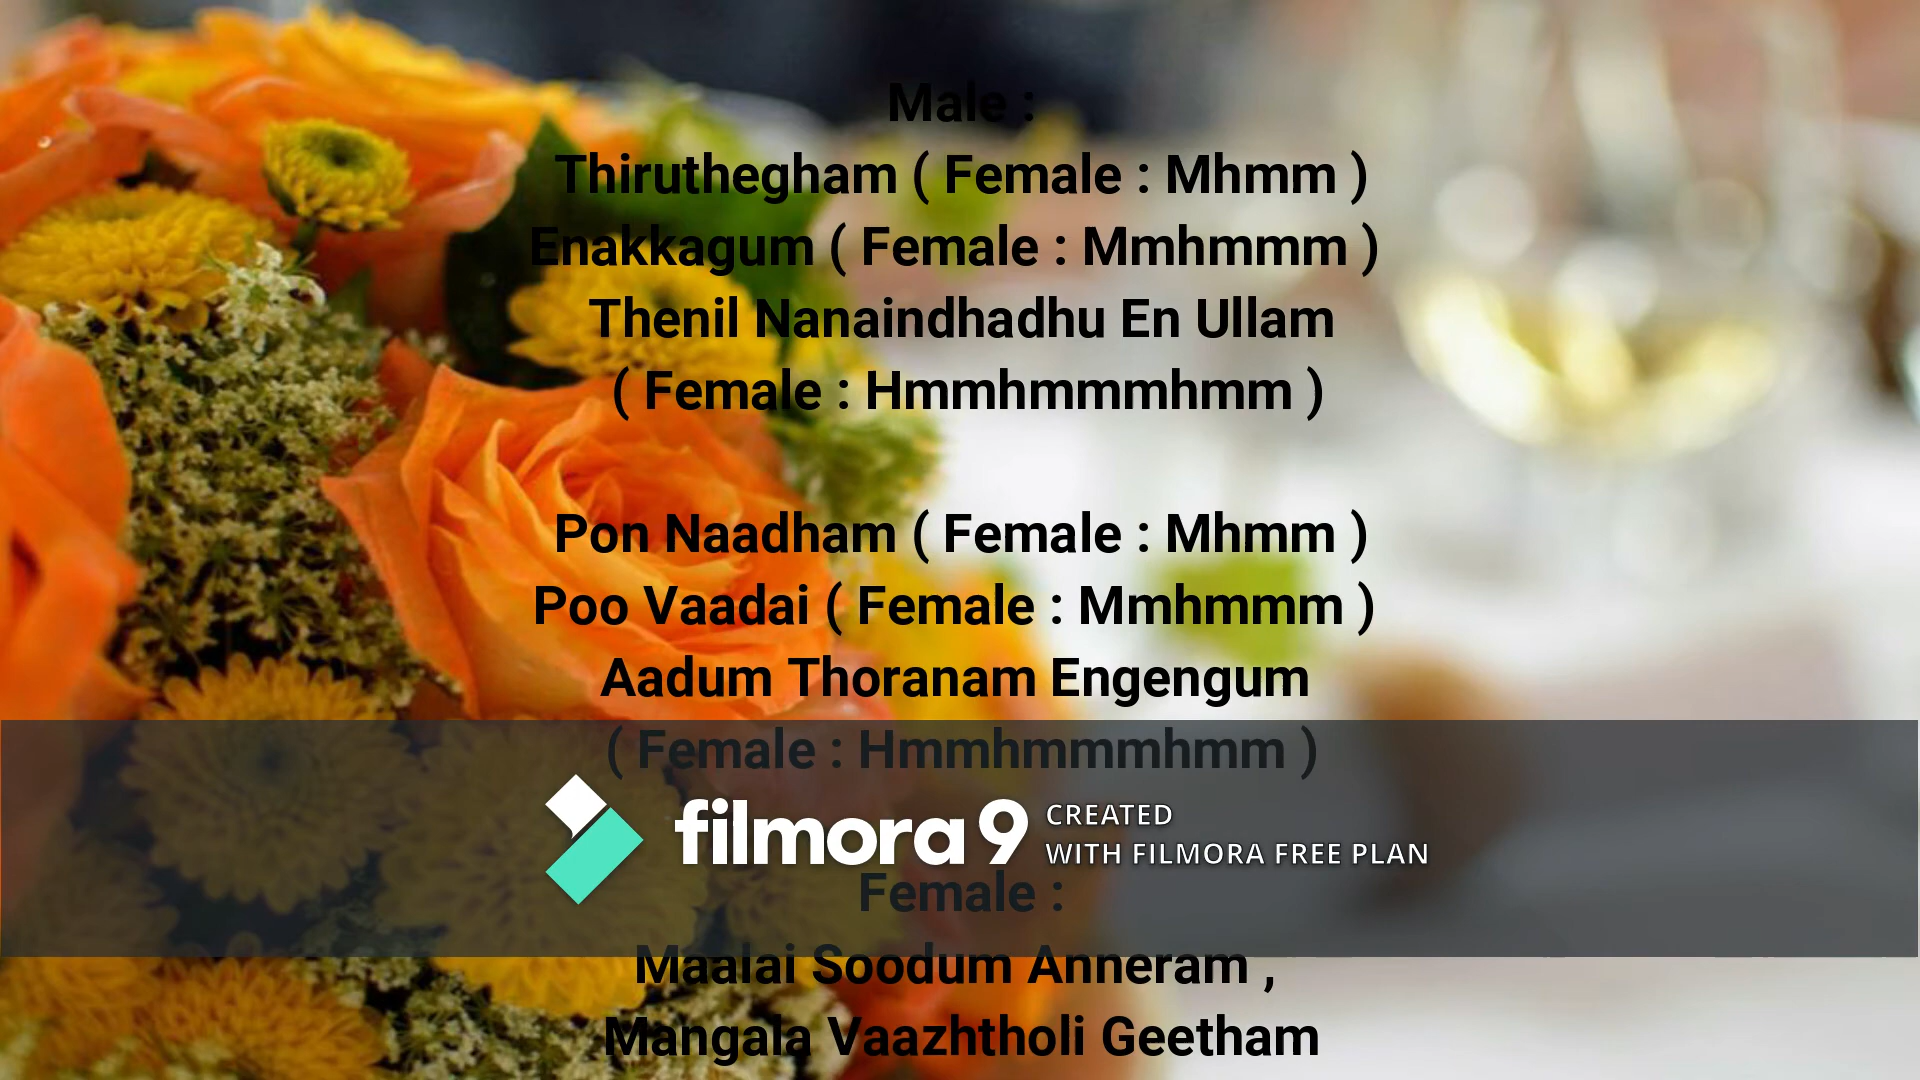 Male :
Thiruthegham ( Female : Mhmm )
Enakkagum ( Female : Mmhmmm )
Thenil Nanaindhadhu En Ullam
( Female : Hmmhmmmhmm )
Pon Naadham ( Female : Mhmm )
Poo Vaadai ( Female : Mmhmmm )
Aadum Thoranam Engengum
( Female : Hmmhmmmhmm )
filmora 9 CREATED
WITH FILMORA FREE PLAN
Female :
Maalai Soodum Anneram ,
Mangala Vaazhtholi Geetham